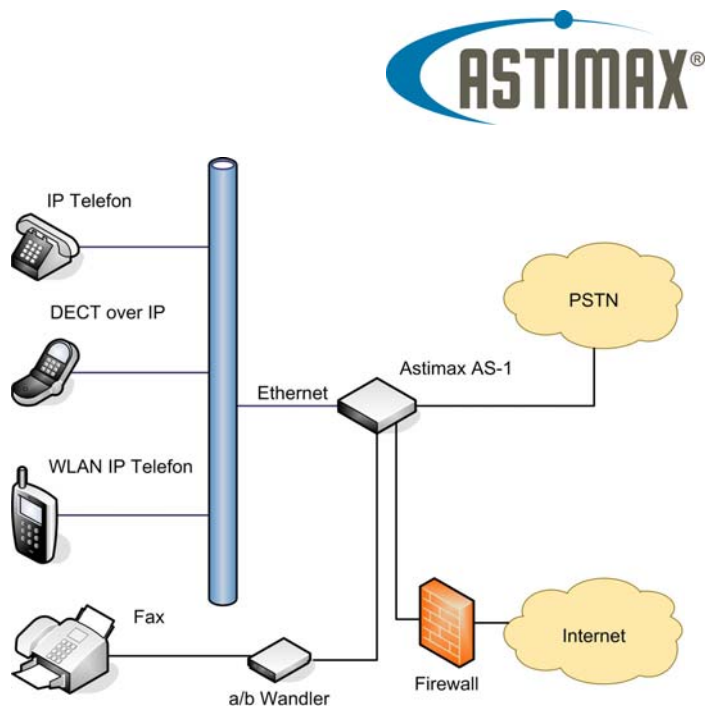 ASTIMAX®
IP Telefon
PSTN
DECT over IP
Astimax AS-1
Ethernet
WLAN IP Telefon
Fax
Internet
Firewall
a/b Wandler